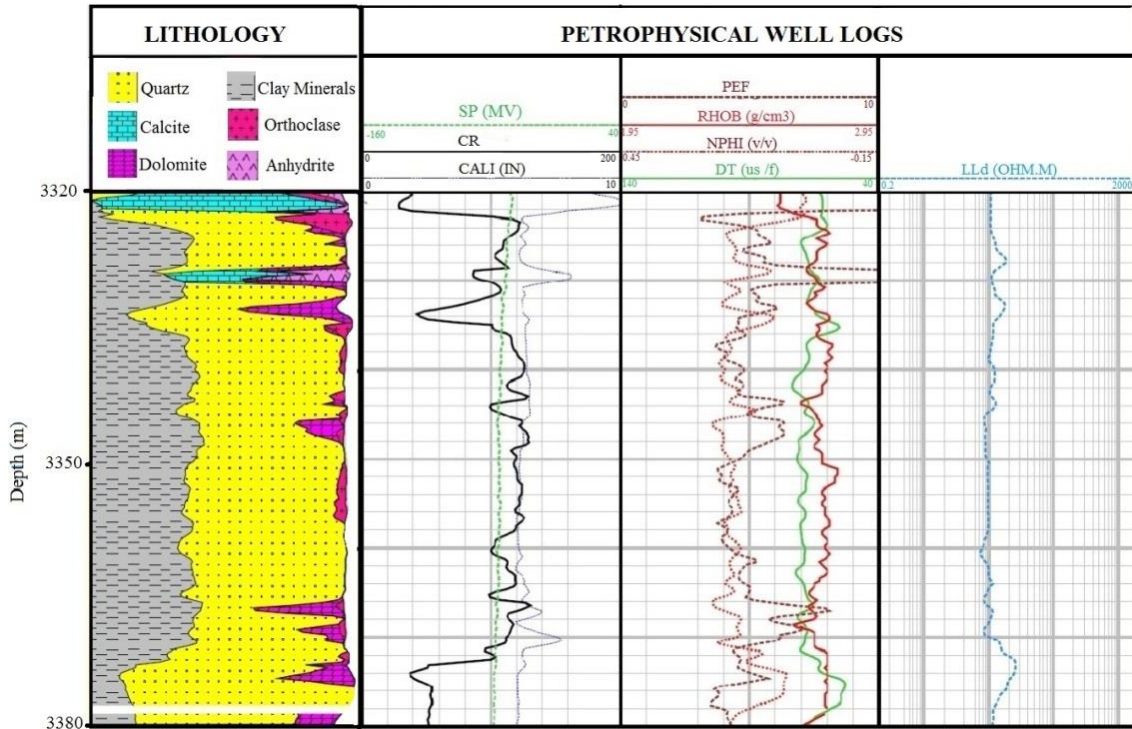 LITHOLOGY
PETROPHYSICAL WELL LOGS
Quartz
Clay Minerals
Calcite
Orthoclase
Dolomite
Anhydrite
SP (MV)
-160 40
CR
0 200
CALI (IN)
0 10
PEF
0 10
RHOB (g/cm3)
1.95 2.95
NPHI (v/v)
0.45 -0.15
DT (us /f)
140 40
LLd (OHM.M)
0.2 2000
Depth (m)
3320
3350
3380